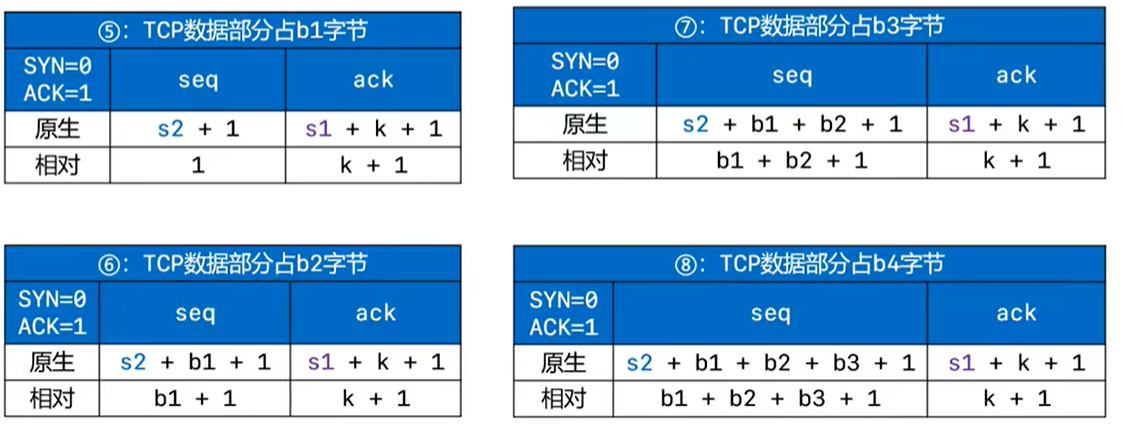 ⑤：TCP数据部分占b1字节
SYN=0
ACK=1
seq
ack
原生
s2 + 1
s1 + k + 1
相对
1
k + 1
⑦：TCP数据部分占b3字节
SYN=0
ACK=1
seq
ack
原生
s2 + b1 + b2 + 1
s1 + k + 1
相对
b1 + b2 + 1
k + 1
⑥：TCP数据部分占b2字节
SYN=0
ACK=1
seq
ack
原生
s2 + b1 + 1
s1 + k + 1
相对
b1 + 1
k + 1
⑧：TCP数据部分占b4字节
SYN=0
ACK=1
seq
ack
原生
s2 + b1 + b2 + b3 + 1
s1 + k + 1
相对
b1 + b2 + b3 + 1
k + 1